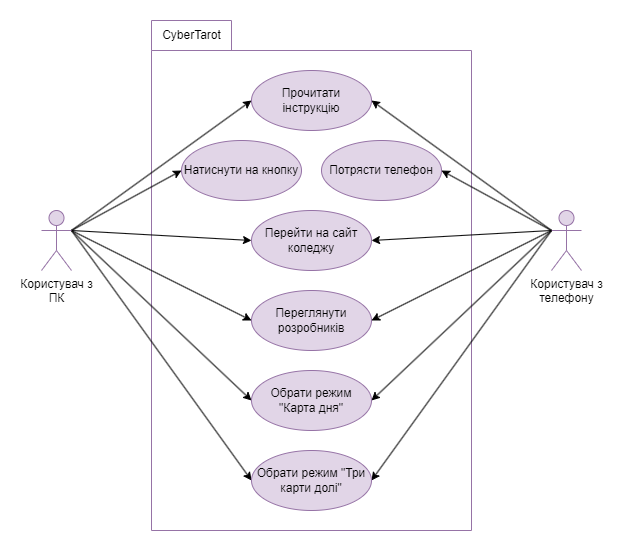 CyberTarot
Прочитати
інструкцію
Натиснути на кнопку
Потрясти телефон
Перейти на сайт
коледжу
Користувач з
ПК
Користувач з
телефону
Переглянути
розробників
Обрати режим
"Карта дня"
Обрати режим "Три
карти долі"